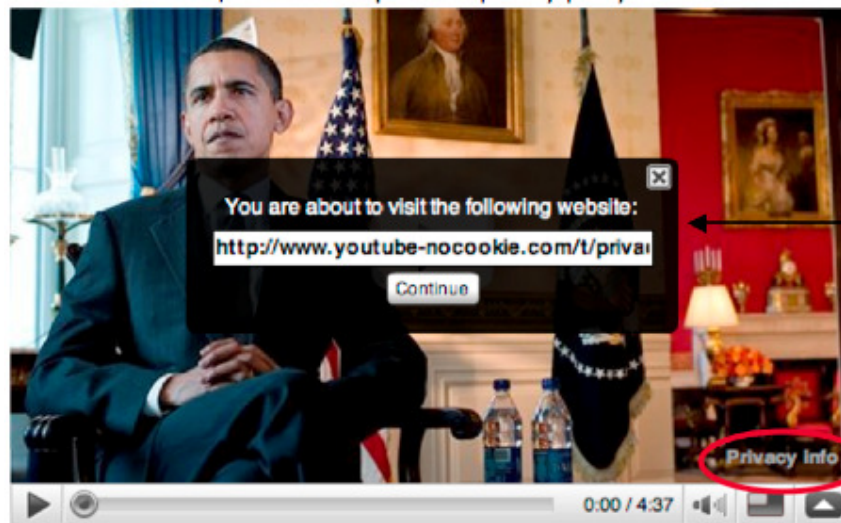 You are about to visit the following website:
http://www.youtube-nocookie.com/t/priva
Continue
Privacy Info
0:00 / 4:37